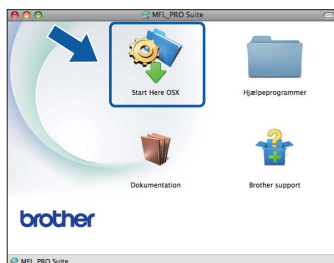 MFL_PRO Suite
Start Here OSX
Hjælpeprogrammer
Dokumentation
Brother support
brother
MFL_PRO Suite